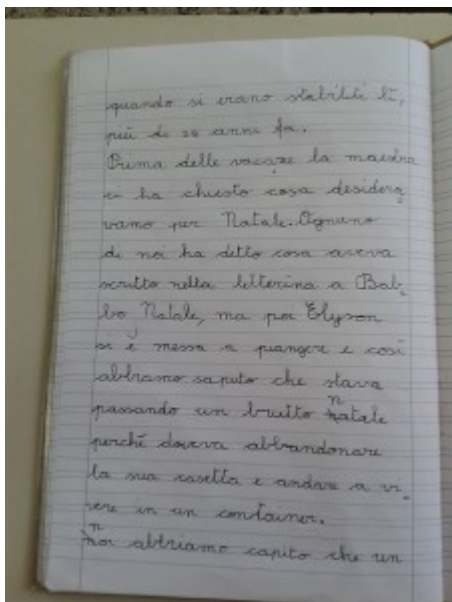 quando si erano stabiliti lì,
più di 20 anni fa.
Prima delle vacaze la maestra
ci ha chiesto cosa desidera
vamo per Natale. Ognuno
di noi ha detto cosa aveva
scritto nella letterina a Bab-
bo Natale, ma poi Elyson
si è messa a piangere e così
abbiamo saputo che stava
passando un bruitto natale
perchè doveva abbandonare
la sua casetta e andare a vi-
vere in un container.
noi abbiamo capito che un